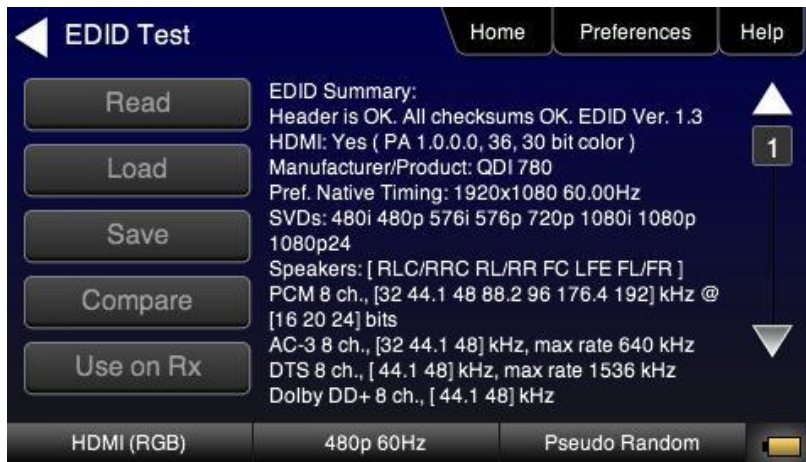 EDID Test
Home
Preferences
Help
Read
Load
Save
Compare
Use on Rx
EDID Summary:
Header is OK. All checksums OK. EDID Ver. 1.3
HDMI: Yes ( PA 1.0.0.0, 36, 30 bit color )
Manufacturer/Product: QDI 780
Pref. Native Timing: 1920x1080 60.00Hz
SVDs: 480i 480p 576i 576p 720p 1080i 1080p
1080p24
Speakers: [ RLC/RRC RL/RR FC LFE FL/FR ]
PCM 8 ch., [32 44.1 48 88.2 96 176.4 192] kHz @
[16 20 24] bits
AC-3 8 ch., [32 44.1 48] kHz, max rate 640 kHz
DTS 8 ch., [ 44.1 48] kHz, max rate 1536 kHz
Dolby DD+ 8 ch., [ 44.1 48] kHz
1
HDMI (RGB)
480p 60Hz
Pseudo Random